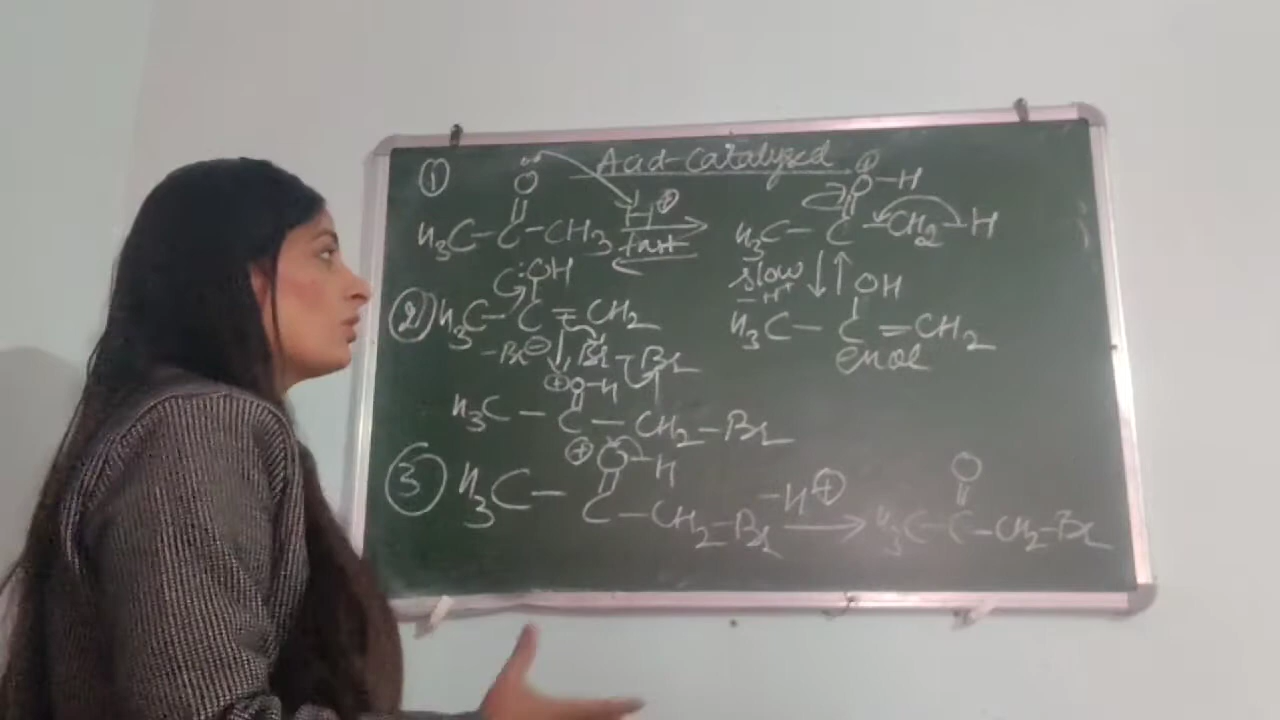 Acid-Catalyzed
① O H⊕ ⊕ O-H
H3C-C-CH3 fast H3C-C-CH2-H
slow -H+
OH
H3C-C=CH2
enol
② :OH
H3C-C=CH2
-Br⊖ Br-Br
⊕ O-H
H3C-C-CH2-Br
③ ⊕ O-H
H3C-C-CH2-Br -H⊕
O
H3C-C-CH2-Br